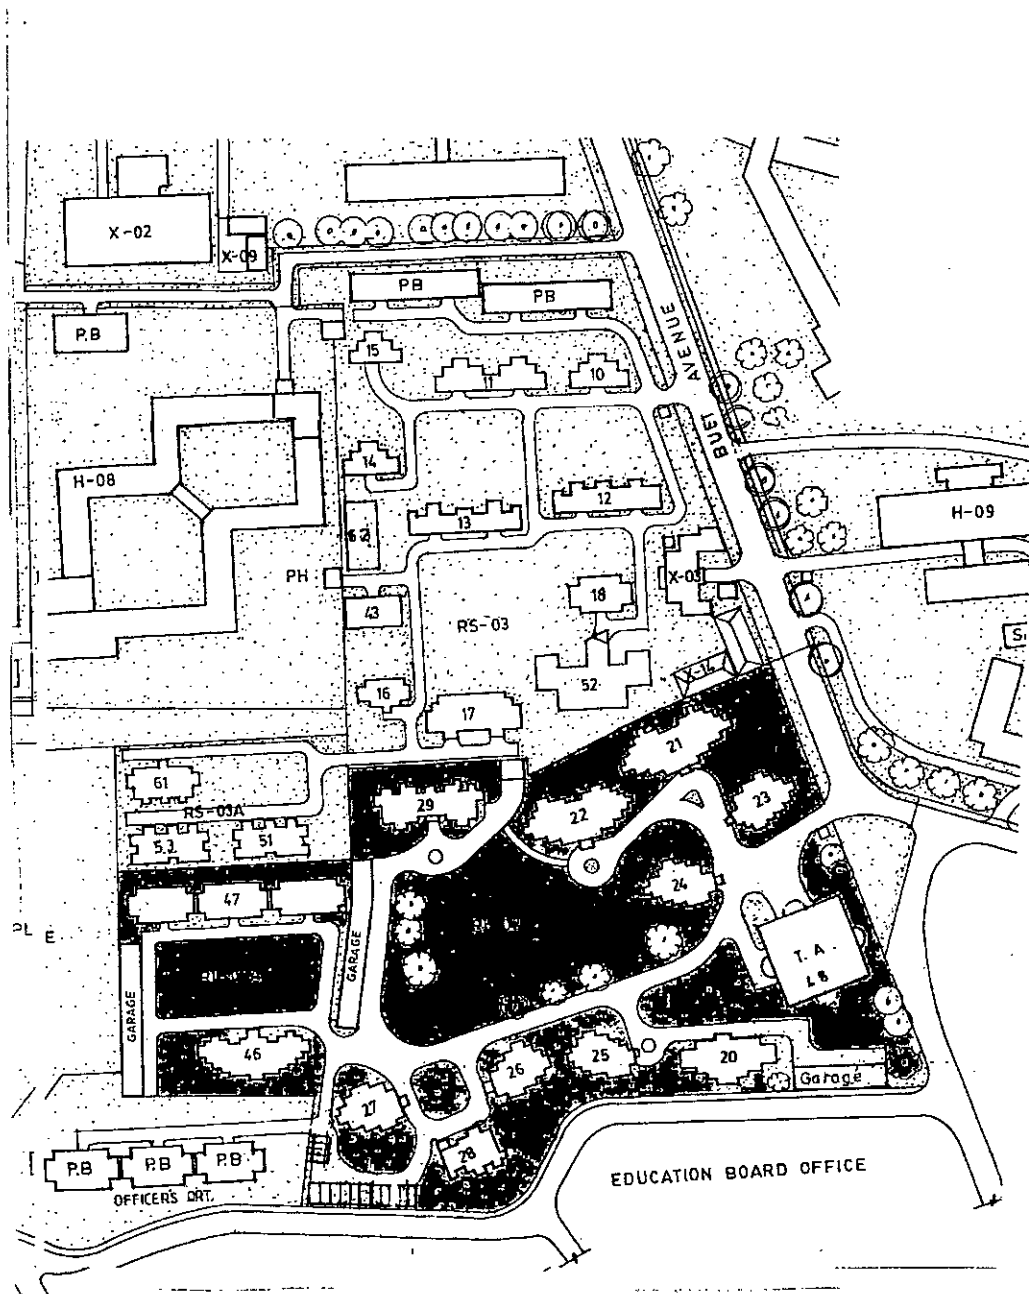 X-02
X-09
PB
PB
P.B
15
11
10
BUET AVENUE
14
H-08
12
13
H-09
62
PH
X-03
18
43
RS-03
52
X-14
16
17
21
61
29
22
23
RS-03A
53
51
24
47
T. A
GARAGE
GARAGE
46
26
25
20
Garage
27
28
P.B
P.B
P.B
OFFICER'S QRT.
EDUCATION BOARD OFFICE